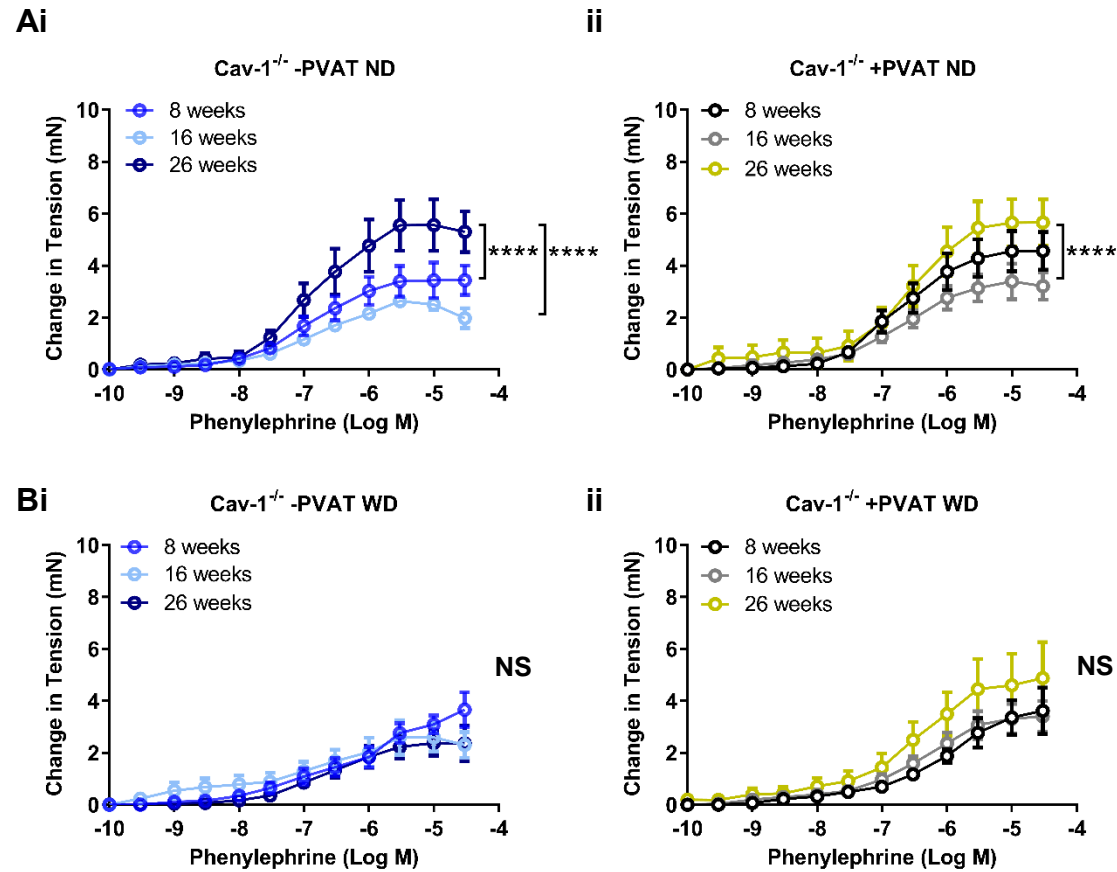 Ai
Cav-1-/- -PVAT ND
8 weeks
16 weeks
26 weeks
Change in Tension (mN)
10
8
6
4
2
0
-10 -9 -8 -7 -6 -5 -4
Phenylephrine (Log M)
**** ****
ii
Cav-1-/- +PVAT ND
8 weeks
16 weeks
26 weeks
Change in Tension (mN)
10
8
6
4
2
0
-10 -9 -8 -7 -6 -5 -4
Phenylephrine (Log M)
****
Bi
Cav-1-/- -PVAT WD
8 weeks
16 weeks
26 weeks
Change in Tension (mN)
10
8
6
4
2
0
-10 -9 -8 -7 -6 -5 -4
Phenylephrine (Log M)
NS
ii
Cav-1-/- +PVAT WD
8 weeks
16 weeks
26 weeks
Change in Tension (mN)
10
8
6
4
2
0
-10 -9 -8 -7 -6 -5 -4
Phenylephrine (Log M)
NS